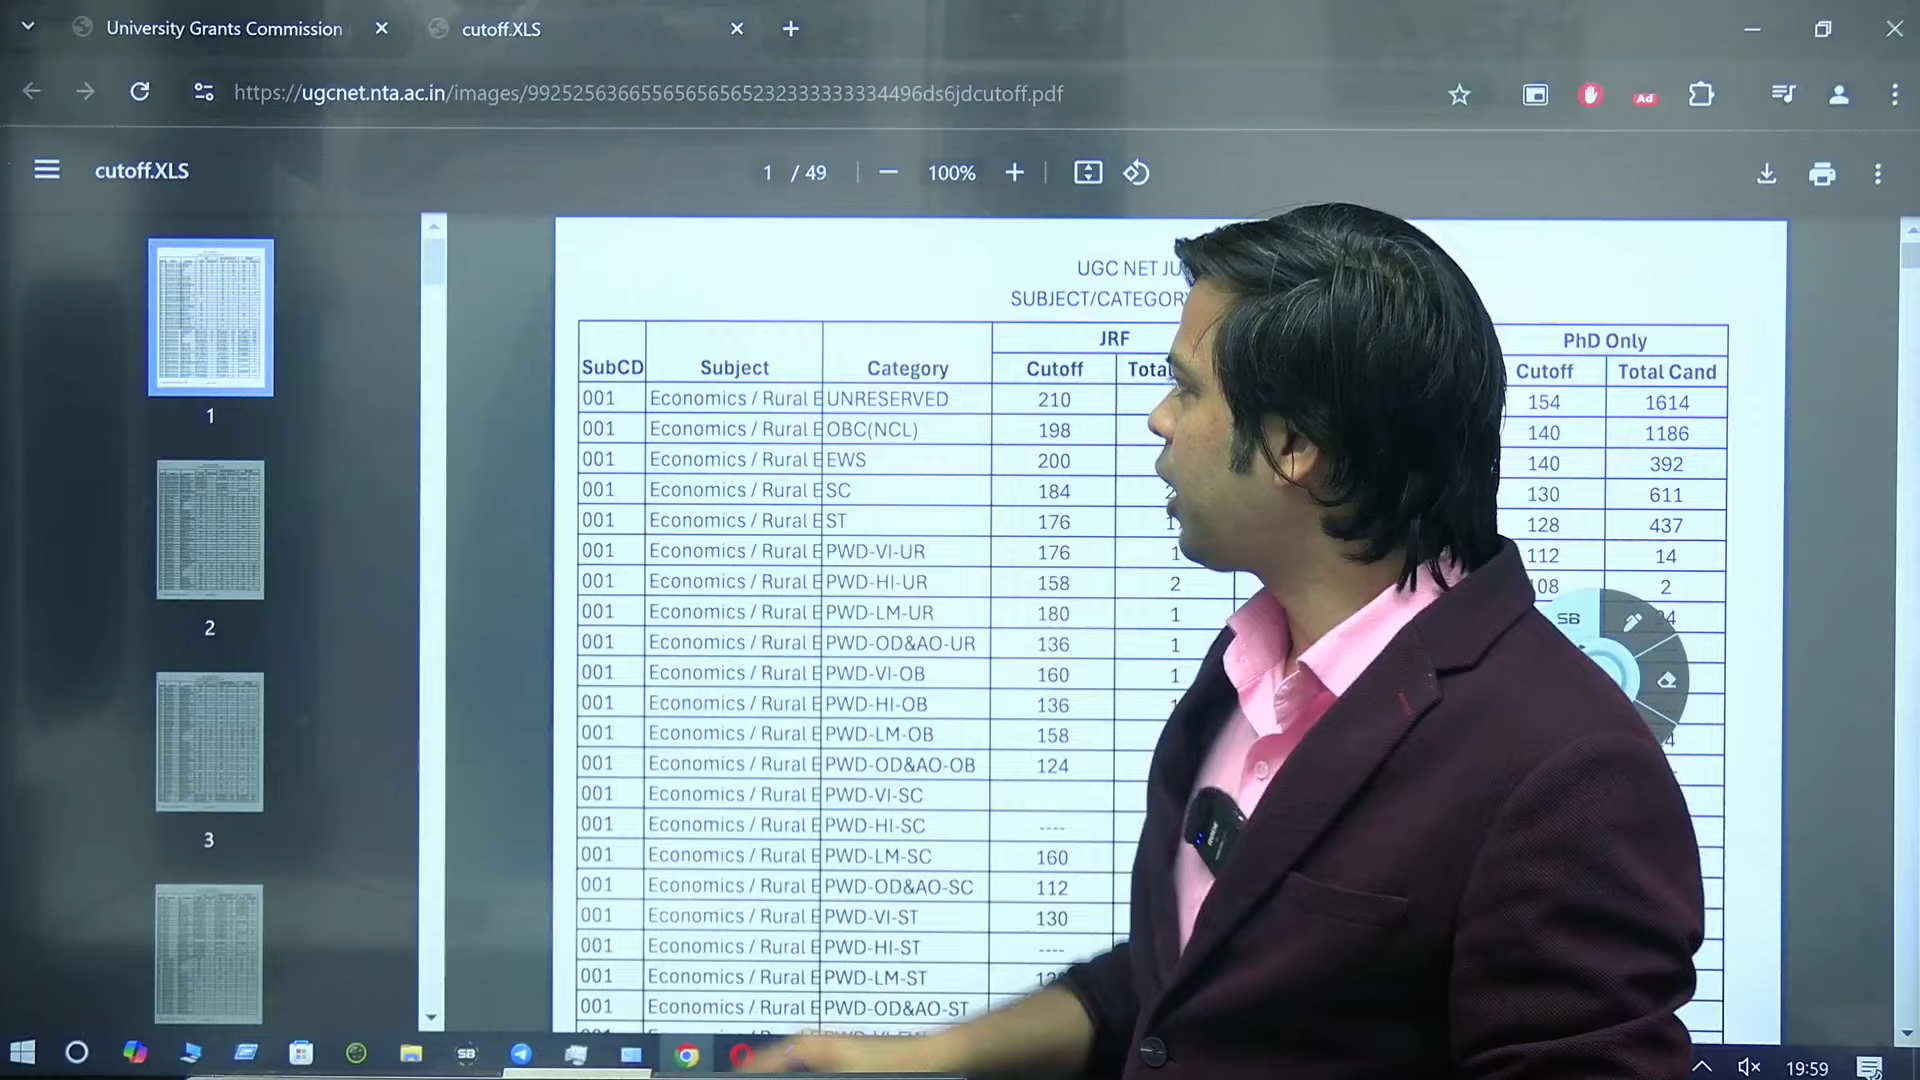 University Grants Commission
cutoff.XLS
https://ugcnet.nta.ac.in/images/992525636655656565652323333333334496ds6jdcutoff.pdf
Ad
cutoff.XLS
1 / 49
100%
UGC NET
SUBJECT/CATEGORY
JRF PhD Only
SubCD Subject Category Cutoff Total Cutoff Total Cand
001 Economics / Rural E UNRESERVED 210 154 1614
001 Economics / Rural E OBC(NCL) 198 140 1186
001 Economics / Rural E EWS 200 140 392
001 Economics / Rural E SC 184 130 611
001 Economics / Rural E ST 176 128 437
001 Economics / Rural E PWD-VI-UR 176 1 112 14
001 Economics / Rural E PWD-HI-UR 158 2 108 2
001 Economics / Rural E PWD-LM-UR 180 1
001 Economics / Rural E PWD-OD&AO-UR 136 1
001 Economics / Rural E PWD-VI-OB 160 1
001 Economics / Rural E PWD-HI-OB 136
001 Economics / Rural E PWD-LM-OB 158
001 Economics / Rural E PWD-OD&AO-OB 124
001 Economics / Rural E PWD-VI-SC
001 Economics / Rural E PWD-HI-SC ----
001 Economics / Rural E PWD-LM-SC 160
001 Economics / Rural E PWD-OD&AO-SC 112
001 Economics / Rural E PWD-VI-ST 130
001 Economics / Rural E PWD-HI-ST ----
001 Economics / Rural E PWD-LM-ST
001 Economics / Rural E PWD-OD&AO-ST
1
2
3
SB
SB
19:59